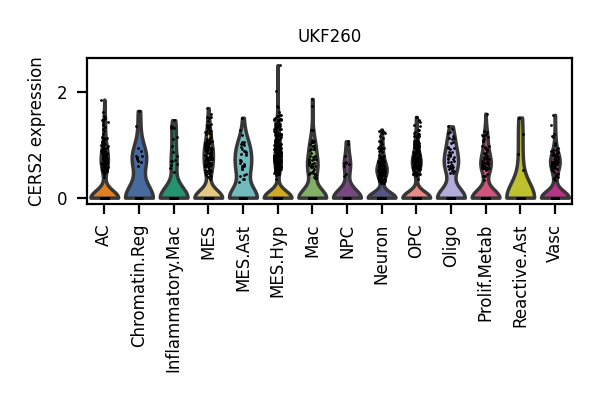 UKF260
CERS2 expression
2
0
AC
Chromatin.Reg
Inflammatory.Mac
MES
MES.Ast
MES.Hyp
Mac
NPC
Neuron
OPC
Oligo
Prolif.Metab
Reactive.Ast
Vasc